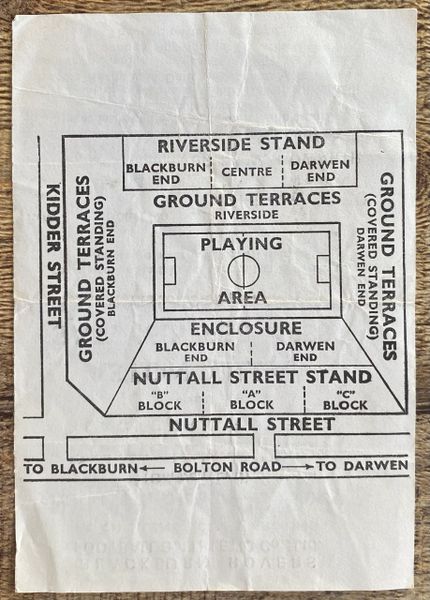 RIVERSIDE STAND
BLACKBURN END
CENTRE
DARWEN END
GROUND TERRACES
RIVERSIDE
KIDDER STREET
GROUND TERRACES
(COVERED STANDING)
BLACKBURN END
PLAYING
AREA
GROUND TERRACES
(COVERED STANDING)
DARWEN END
ENCLOSURE
BLACKBURN END
DARWEN END
NUTTALL STREET STAND
"B" BLOCK
"A" BLOCK
"C" BLOCK
NUTTALL STREET
TO BLACKBURN ← BOLTON ROAD → TO DARWEN
BLACKBURN ROVERS